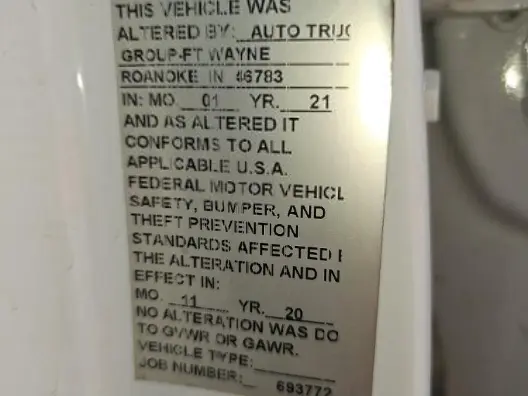 THIS VEHICLE WAS
ALTERED BY: AUTO TRUC
GROUP-FT WAYNE
ROANOKE IN 46783
IN: MO. 01 YR. 21
AND AS ALTERED IT
CONFORMS TO ALL
APPLICABLE U.S.A.
FEDERAL MOTOR VEHICL
SAFETY, BUMPER, AND
THEFT PREVENTION
STANDARDS AFFECTED
THE ALTERATION AND IN
EFFECT IN:
MO. 11 YR. 20
NO ALTERATION WAS DO
TO GVWR OR GAWR.
VEHICLE TYPE:
JOB NUMBER: 693772